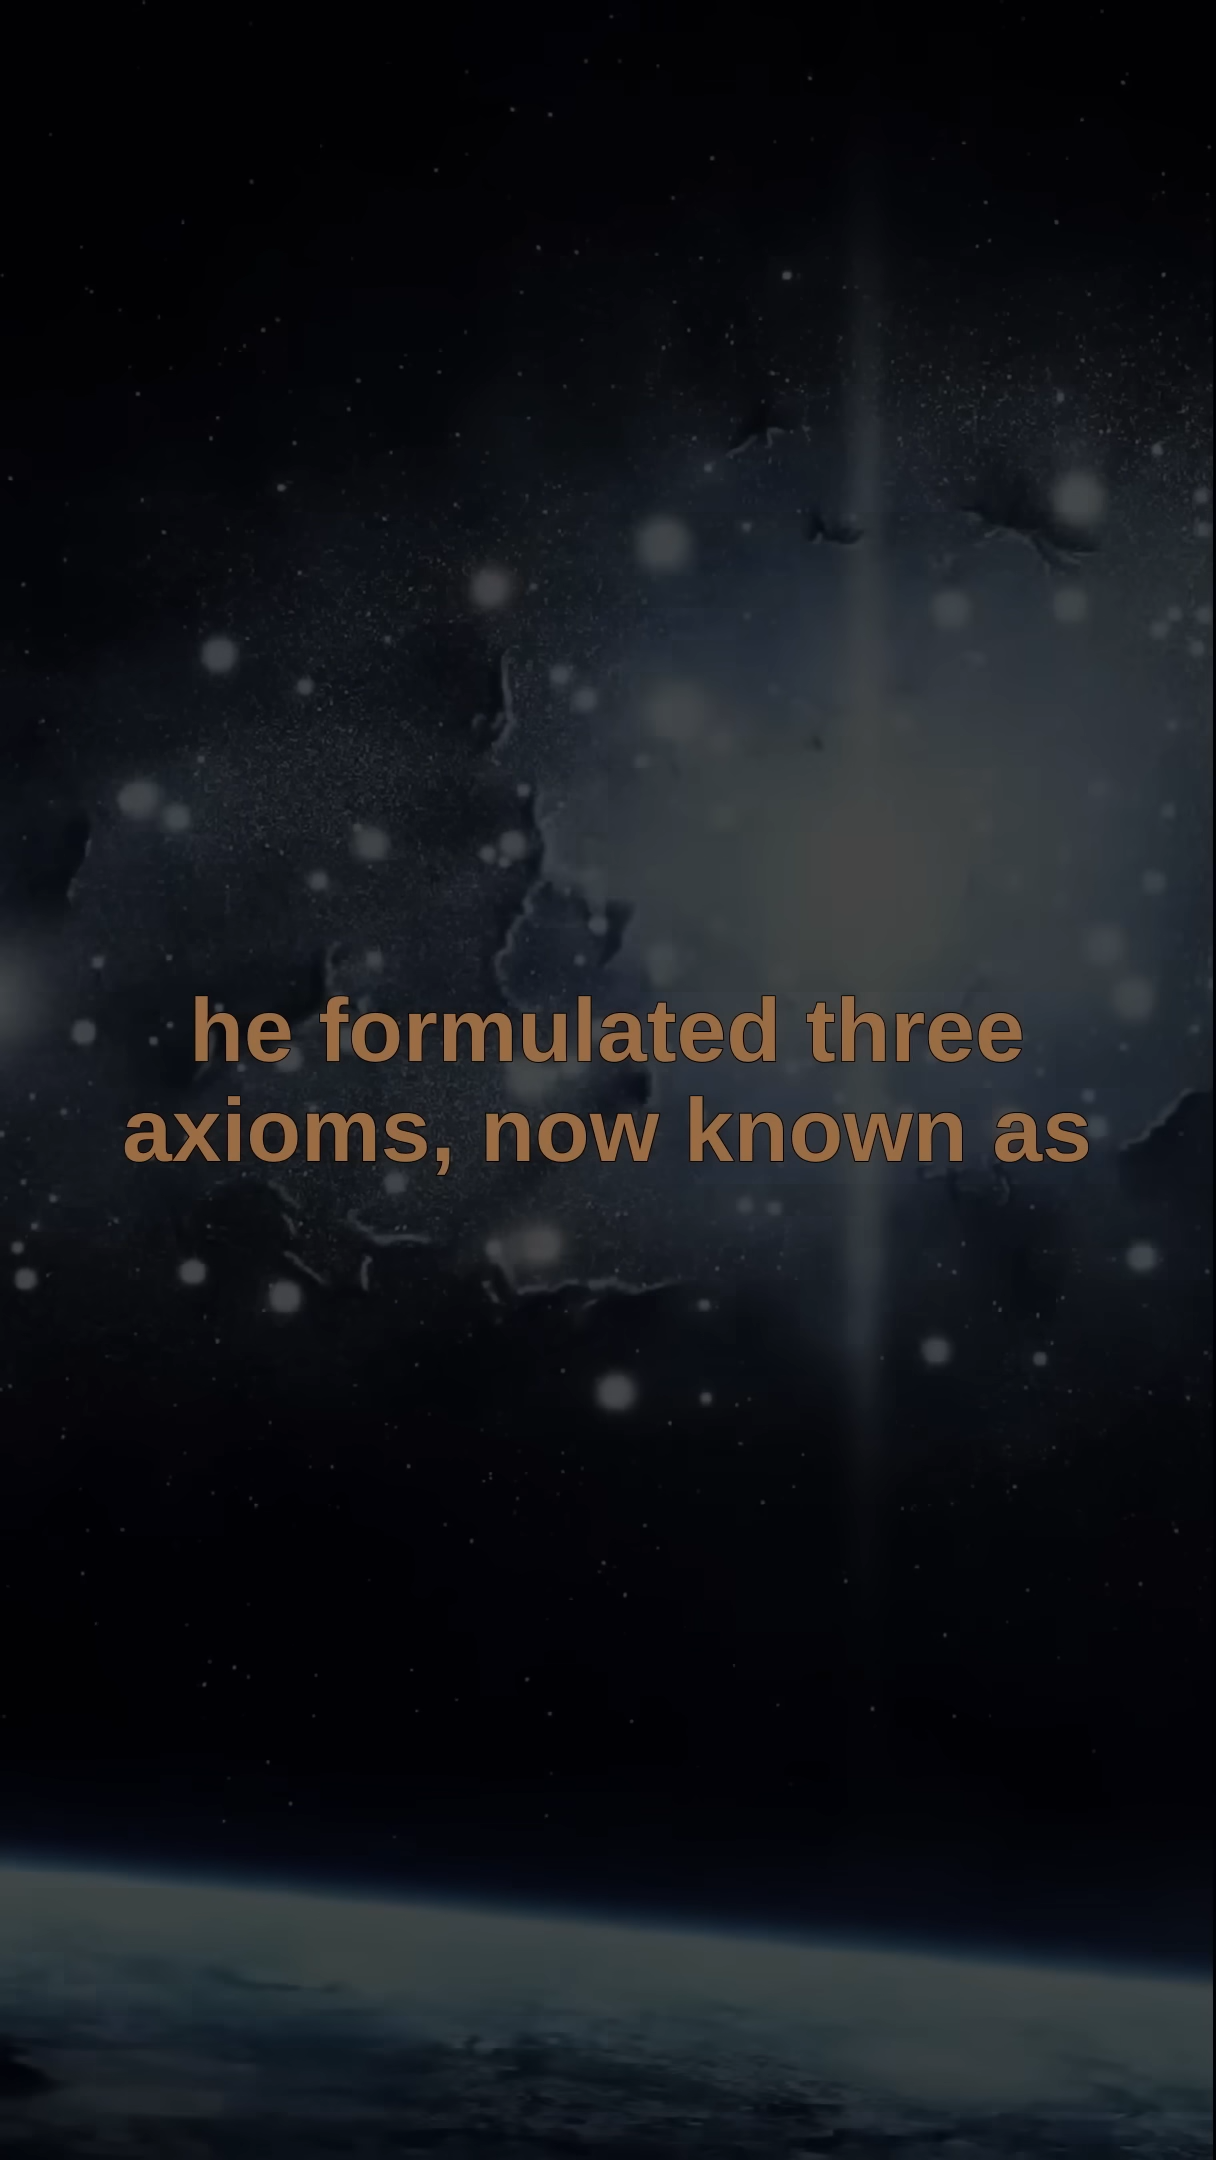 he formulated three
axioms, now known as